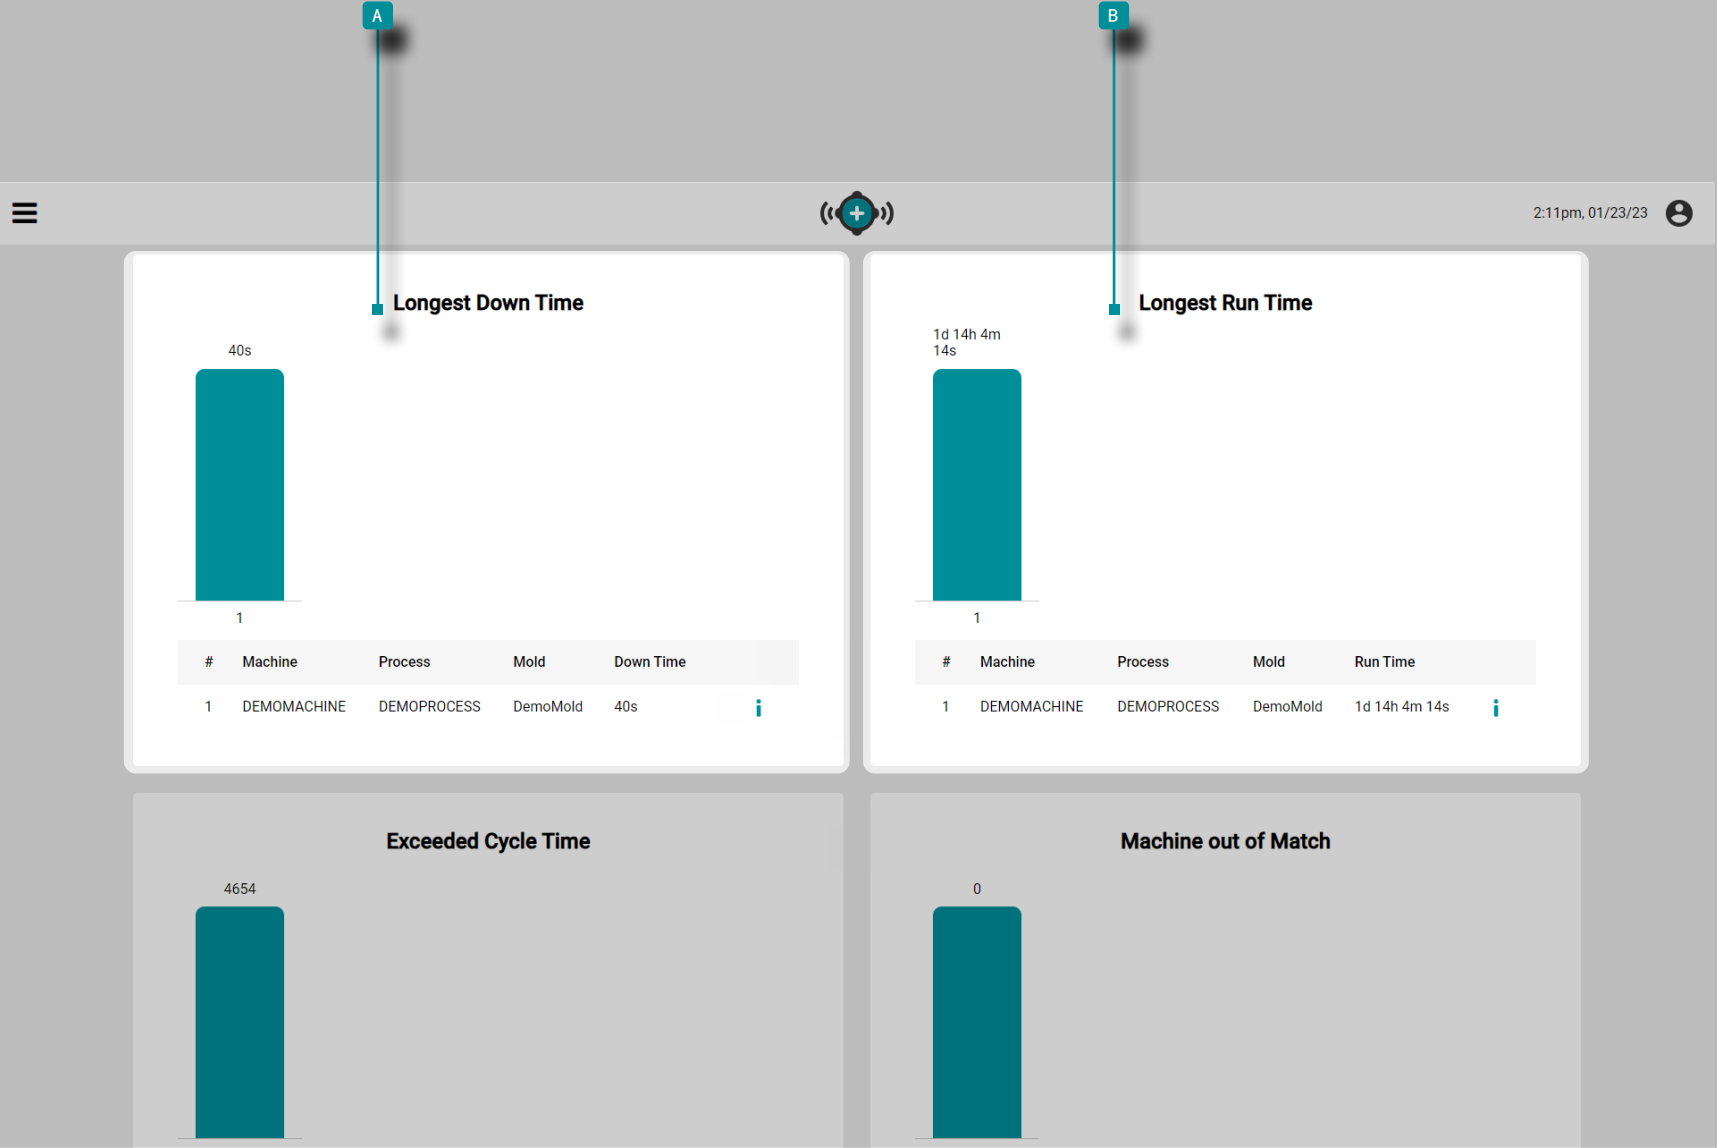 A
B
2:11pm, 01/23/23
Longest Down Time
40s
1
# Machine Process Mold Down Time
1 DEMOMACHINE DEMOPROCESS DemoMold 40s
Longest Run Time
1d 14h 4m
14s
1
# Machine Process Mold Run Time
1 DEMOMACHINE DEMOPROCESS DemoMold 1d 14h 4m 14s
Exceeded Cycle Time
4654
Machine out of Match
0